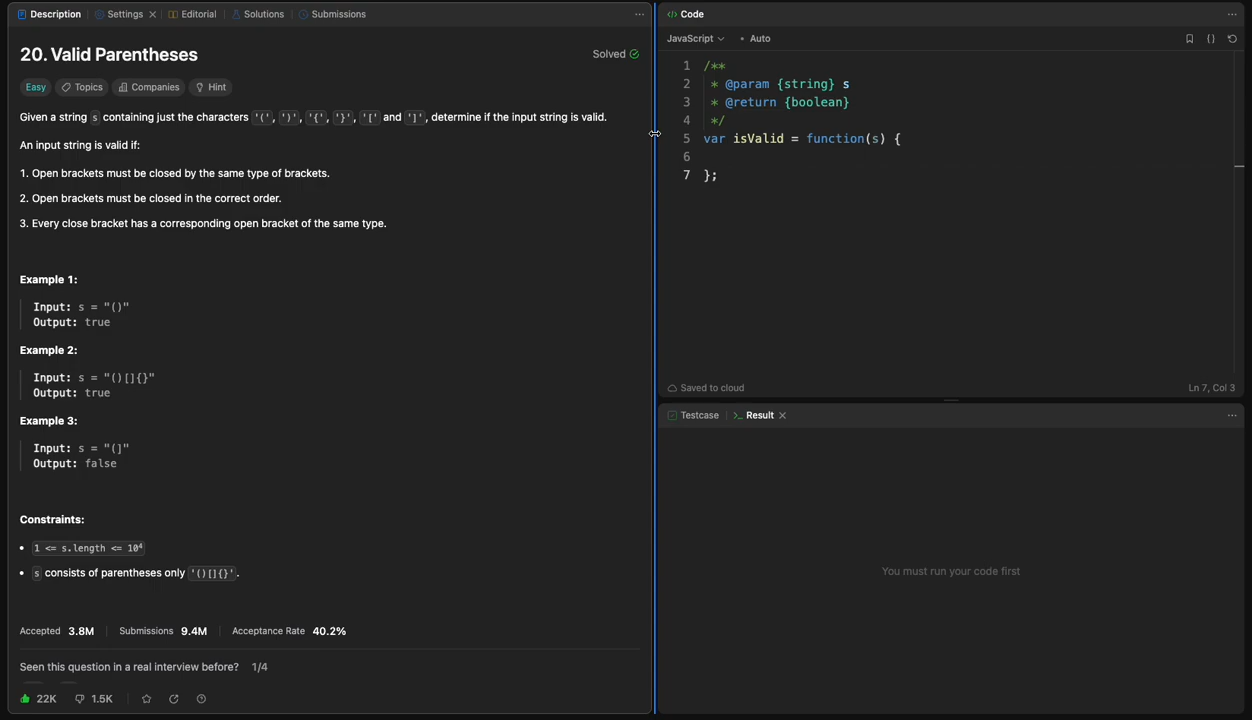 Description Settings Editorial Solutions Submissions
20. Valid Parentheses
Solved
Easy Topics Companies Hint
Given a string s containing just the characters '(', ')', '{', '}', '[' and ']', determine if the input string is valid.
An input string is valid if:
1. Open brackets must be closed by the same type of brackets.
2. Open brackets must be closed in the correct order.
3. Every close bracket has a corresponding open bracket of the same type.
Example 1:
Input: s = "()"
Output: true
Example 2:
Input: s = "()[]{}"
Output: true
Example 3:
Input: s = "(]"
Output: false
Constraints:
• 1 <= s.length <= 10⁴
• s consists of parentheses only '()[]{}'.
Accepted 3.8M Submissions 9.4M Acceptance Rate 40.2%
Seen this question in a real interview before? 1/4
22K 1.5K
</> Code
JavaScript • Auto
{}
1 /**
2 * @param {string} s
3 * @return {boolean}
4 */
5 var isValid = function(s) {
6
7 };
Saved to cloud
Ln 7, Col 3
Testcase >_ Result
You must run your code first